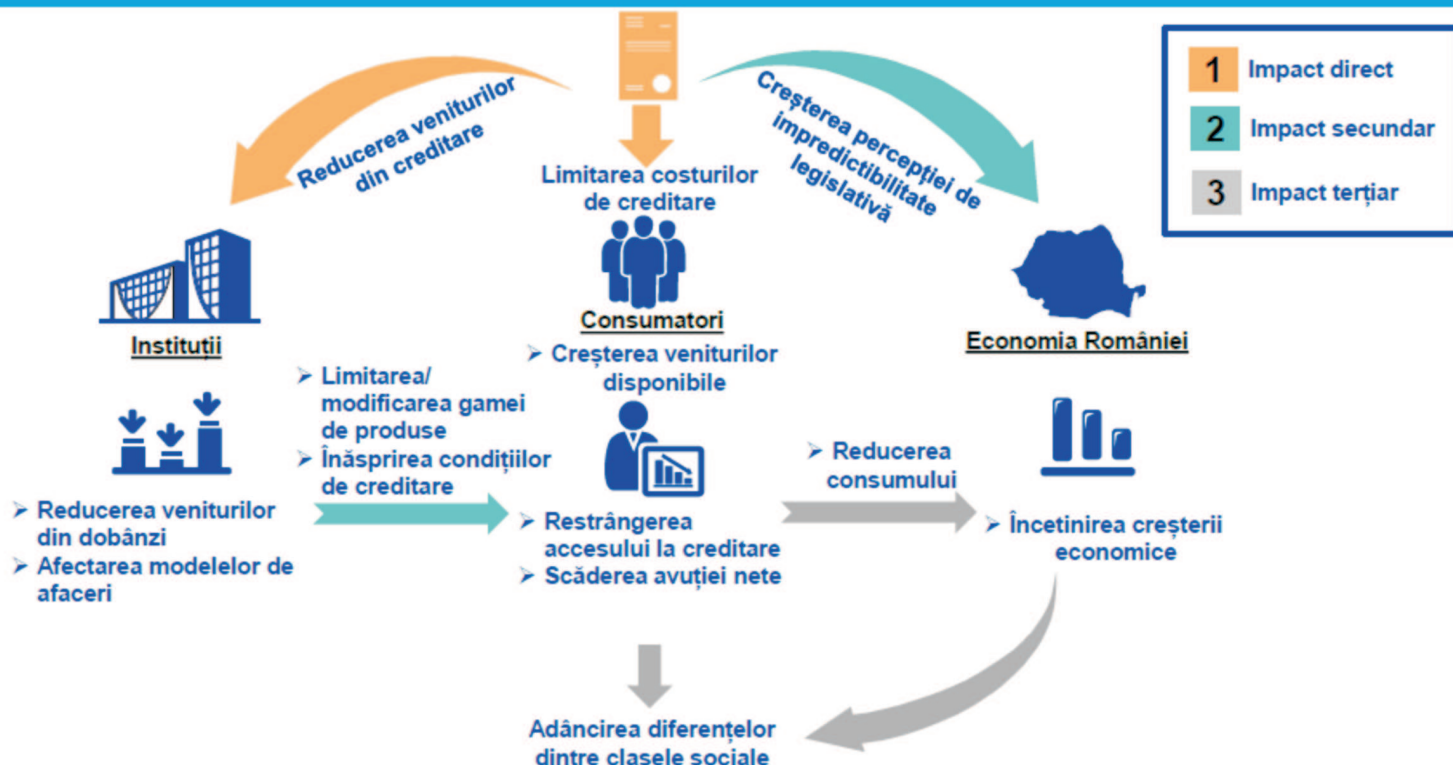 Reducerea veniturilor
din creditare
Limitarea costurilor
de creditare
Creșterea percepției de
impredictibilitate
legislativă
1 Impact direct
2 Impact secundar
3 Impact terțiar
Instituții
Consumatori
Economia României
➢ Creșterea veniturilor
disponibile
➢ Limitarea/
modificarea gamei
de produse
➢ Înăsprirea condițiilor
de creditare
➢ Reducerea
consumului
➢ Reducerea veniturilor
din dobânzi
➢ Afectarea modelelor de
afaceri
➢ Restrângerea
accesului la creditare
➢ Scăderea avuției nete
➢ Încetinirea creșterii
economice
Adâncirea diferențelor
dintre clasele sociale